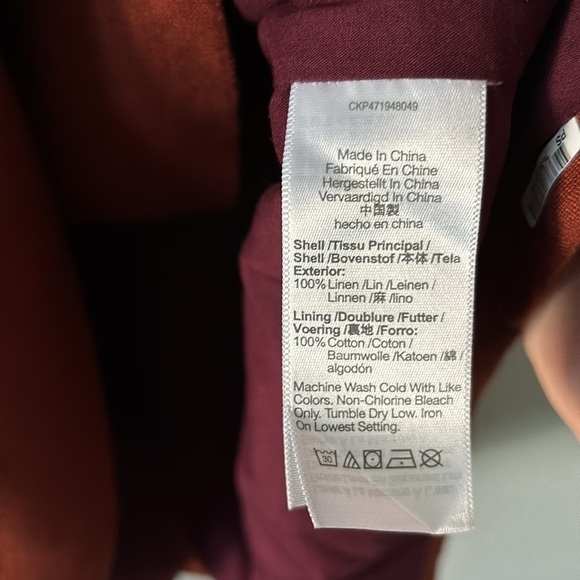 CKP471948049
Made In China
Fabriqué En Chine
Hergestellt In China
Vervaardigd In China
中国製
hecho en china
Shell /Tissu Principal /
Shell /Bovenstof /本体 /Tela
Exterior:
100% Linen /Lin /Leinen /
Linnen /麻 /lino
Lining /Doublure /Futter /
Voering /裏地 /Forro:
100% Cotton /Coton /
Baumwolle /Katoen /綿 /
algodón
Machine Wash Cold With Like
Colors. Non-Chlorine Bleach
Only. Tumble Dry Low. Iron
On Lowest Setting.
30